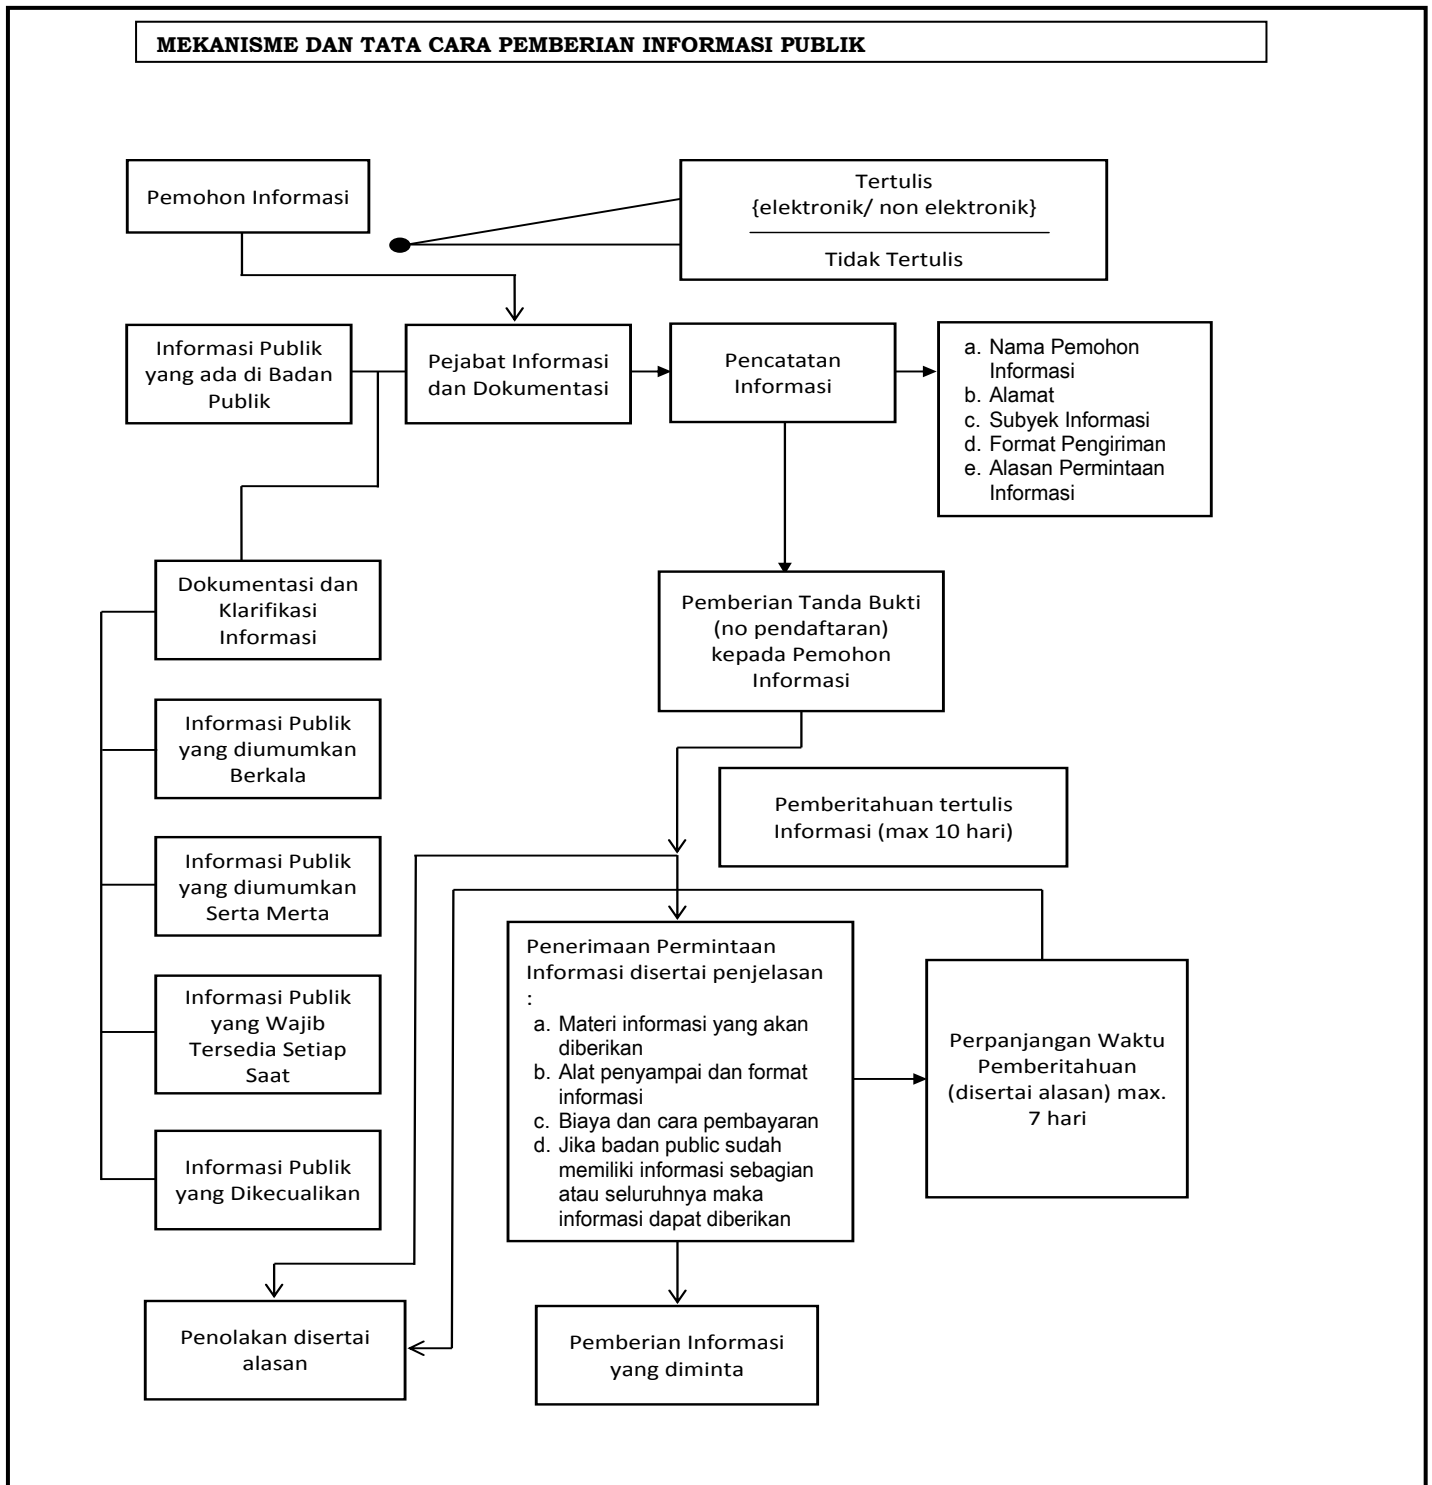 MEKANISME DAN TATA CARA PEMBERIAN INFORMASI PUBLIK
Pemohon Informasi
Tertulis
{elektronik/ non elektronik}
Tidak Tertulis
Informasi Publik
yang ada di Badan
Publik
Pejabat Informasi
dan Dokumentasi
Pencatatan
Informasi
a. Nama Pemohon
Informasi
b. Alamat
c. Subyek Informasi
d. Format Pengiriman
e. Alasan Permintaan
Informasi
Dokumentasi dan
Klarifikasi
Informasi
Pemberian Tanda Bukti
(no pendaftaran)
kepada Pemohon
Informasi
Informasi Publik
yang diumumkan
Berkala
Pemberitahuan tertulis
Informasi (max 10 hari)
Informasi Publik
yang diumumkan
Serta Merta
Penerimaan Permintaan
Informasi disertai penjelasan
:
a. Materi informasi yang akan
diberikan
b. Alat penyampai dan format
informasi
c. Biaya dan cara pembayaran
d. Jika badan public sudah
memiliki informasi sebagian
atau seluruhnya maka
informasi dapat diberikan
Perpanjangan Waktu
Pemberitahuan
(disertai alasan) max.
7 hari
Informasi Publik
yang Wajib
Tersedia Setiap
Saat
Informasi Publik
yang Dikecualikan
Penolakan disertai
alasan
Pemberian Informasi
yang diminta